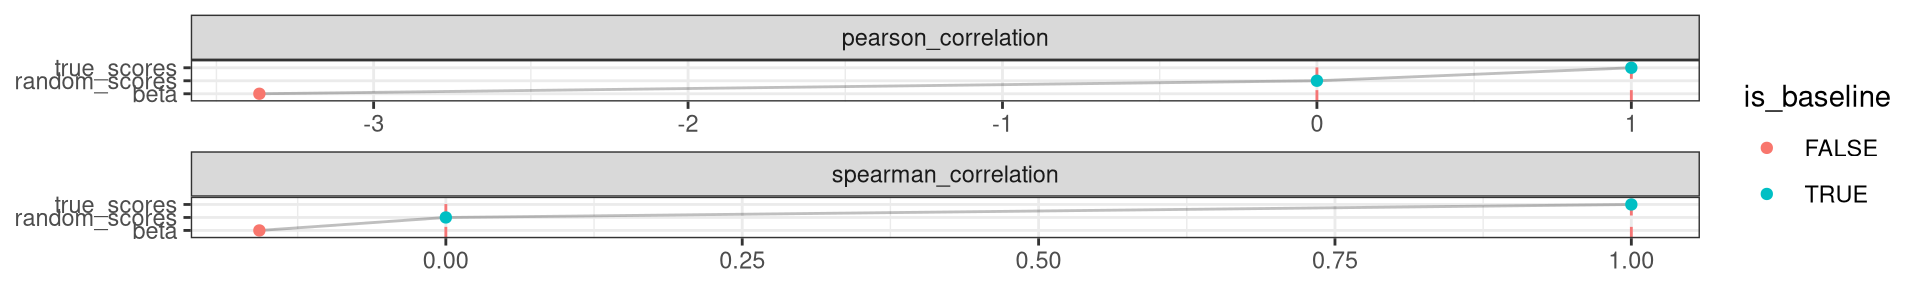 pearson_correlation
true_scores
random_scores
beta
-3 -2 -1 0 1
spearman_correlation
true_scores
random_scores
beta
0.00 0.25 0.50 0.75 1.00
is_baseline
FALSE
TRUE